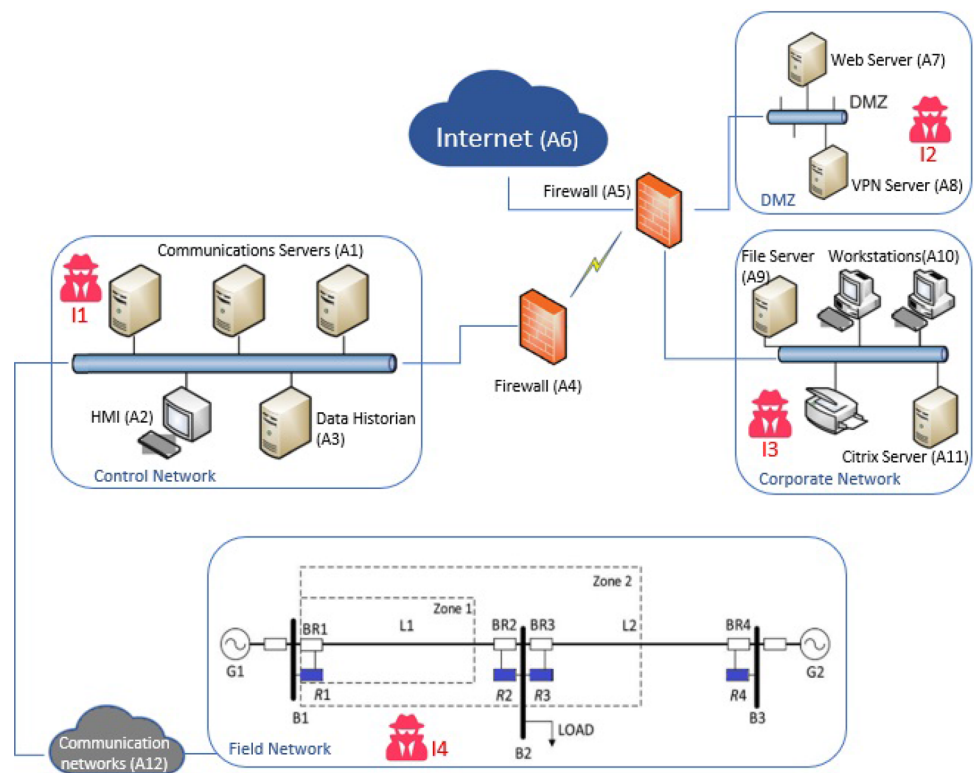 Web Server (A7)
DMZ
I2
VPN Server (A8)
DMZ
Internet (A6)
Firewall (A5)
Communications Servers (A1)
I1
HMI (A2)
Data Historian
(A3)
Control Network
Firewall (A4)
File Server
(A9)
Workstations(A10)
I3
Citrix Server (A11)
Corporate Network
Zone 2
Zone 1
BR1
L1
BR2
BR3
L2
BR4
G1
G2
R1
R2
R3
R4
B1
B2
B3
LOAD
I4
Field Network
Communication
networks (A12)